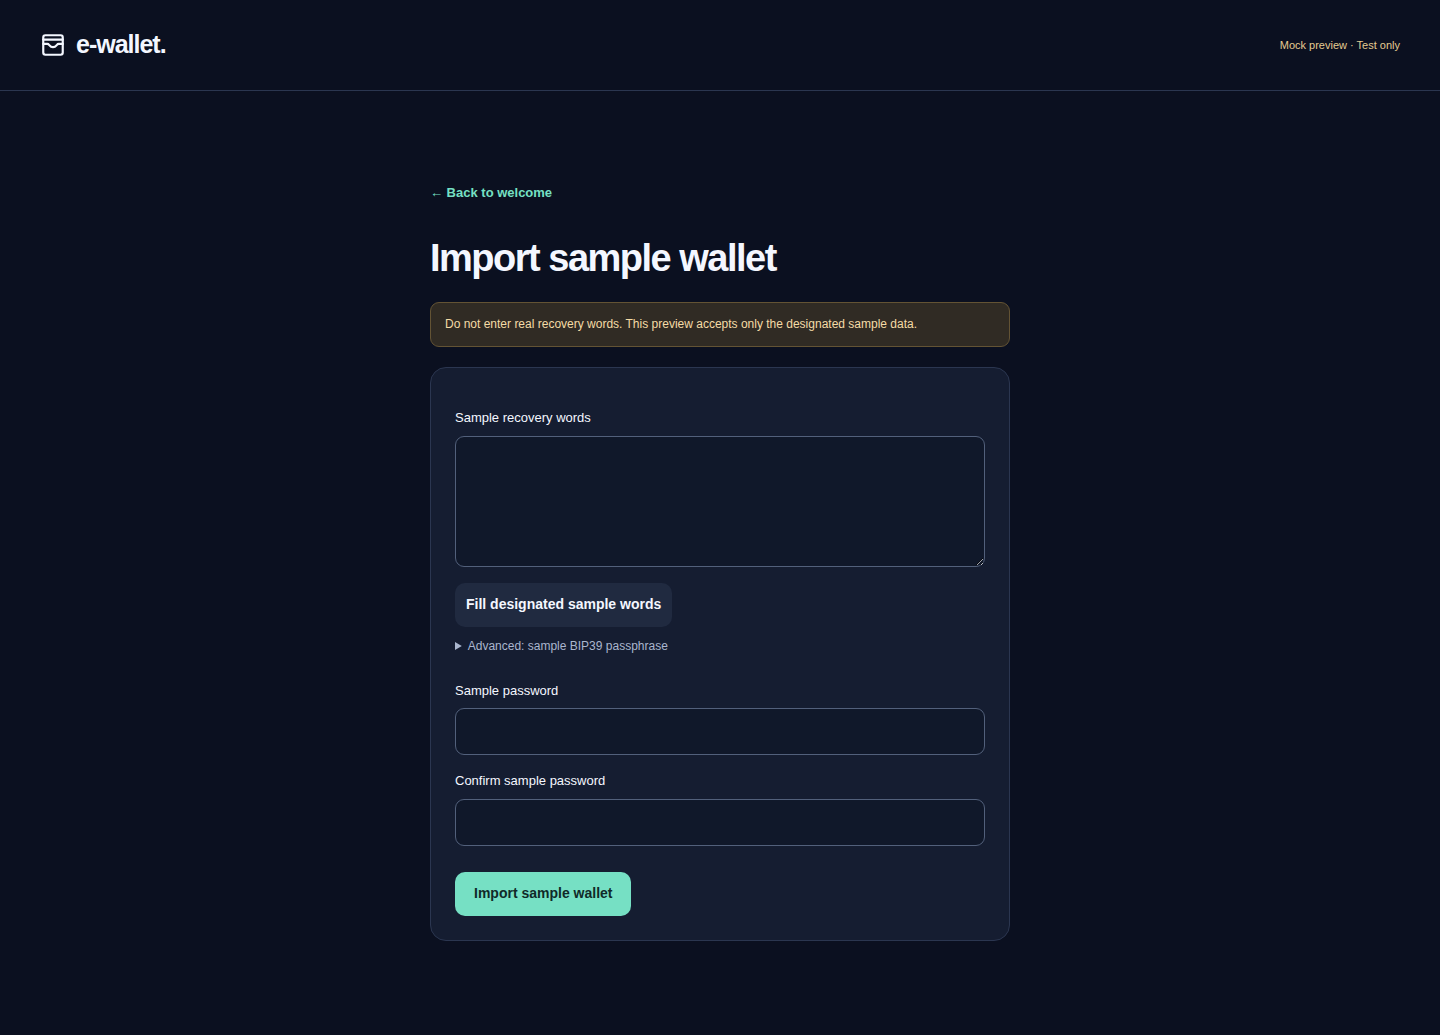 e-wallet.
Mock preview · Test only
← Back to welcome
Import sample wallet
Do not enter real recovery words. This preview accepts only the designated sample data.
Sample recovery words
Fill designated sample words
▶ Advanced: sample BIP39 passphrase
Sample password
Confirm sample password
Import sample wallet